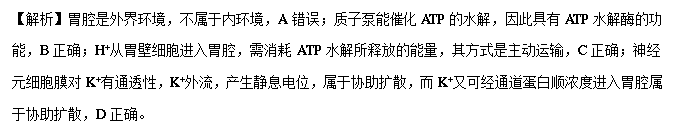 【解析】胃腔是外界环境，不属于内环境，A 错误；质子泵能催化 ATP 的水解，因此具有 ATP 水解酶的功
能，B 正确；H⁺从胃壁细胞进入胃腔，需消耗 ATP 水解所释放的能量，其方式是主动运输，C 正确；神经
元细胞膜对 K⁺有通透性，K⁺外流，产生静息电位，属于协助扩散，而 K⁺又可经通道蛋白顺浓度进入胃腔属
于协助扩散，D 正确。